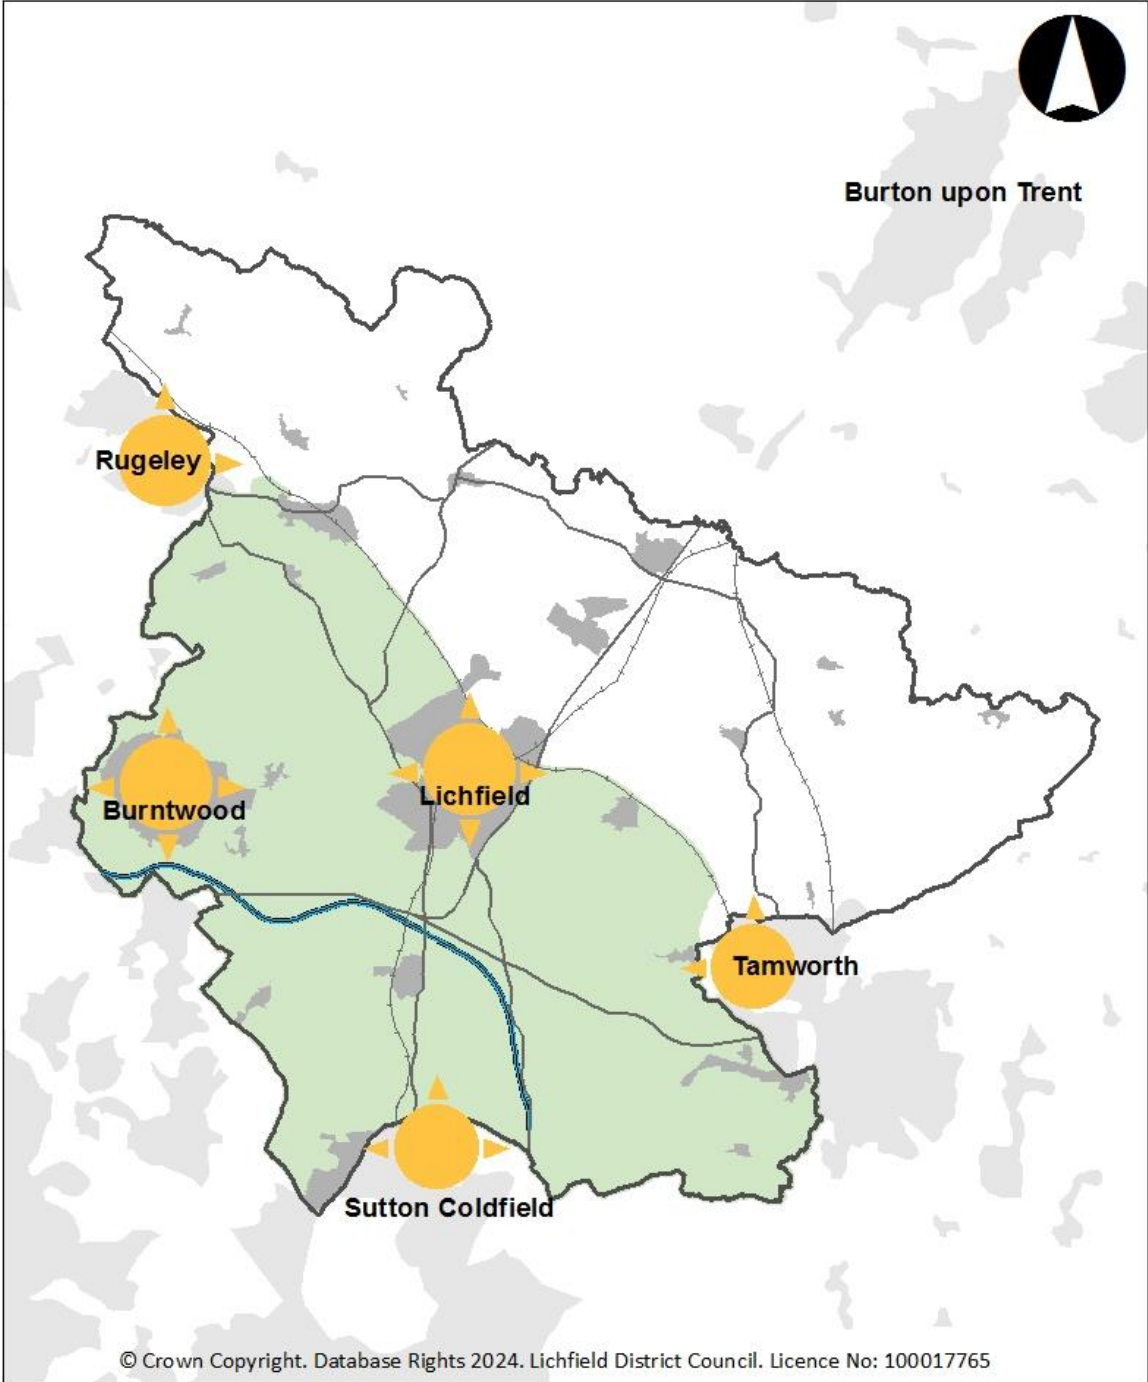 Burton upon Trent
Rugeley
Lichfield
Burntwood
Tamworth
Sutton Coldfield
© Crown Copyright. Database Rights 2024. Lichfield District Council. Licence No: 100017765